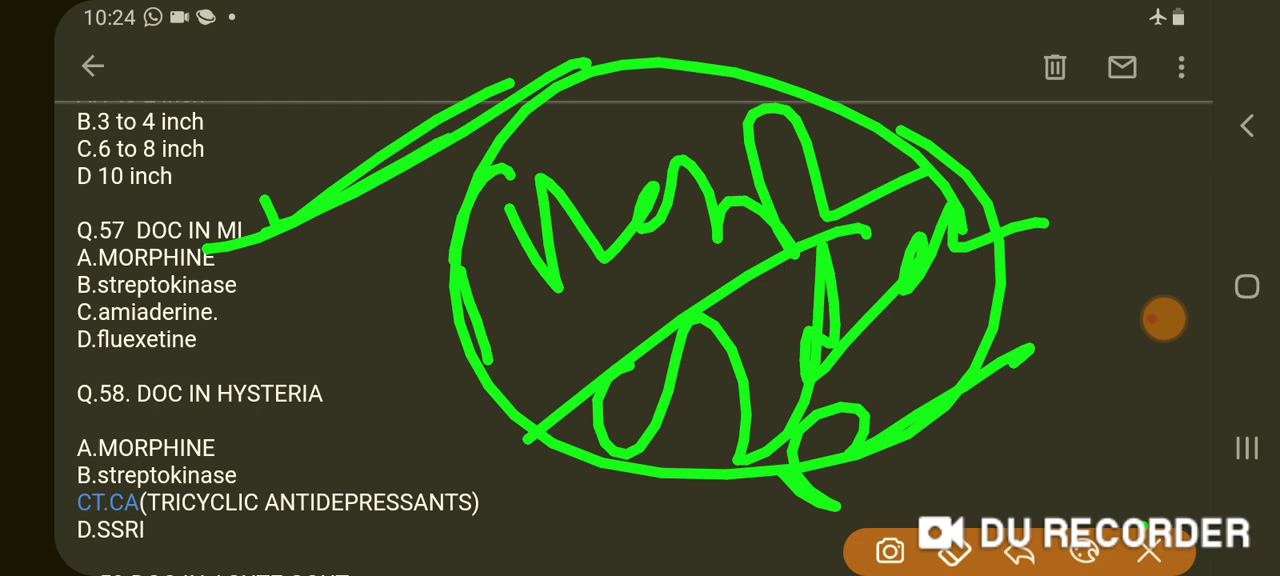 10:24
B.3 to 4 inch
C.6 to 8 inch
D 10 inch
Q.57 DOC IN MI
A.MORPHINE
B.streptokinase
C.amiaderine.
D.fluexetine
Q.58. DOC IN HYSTERIA
A.MORPHINE
B.streptokinase
CT.CA(TRICYCLIC ANTIDEPRESSANTS)
D.SSRI
DU RECORDER